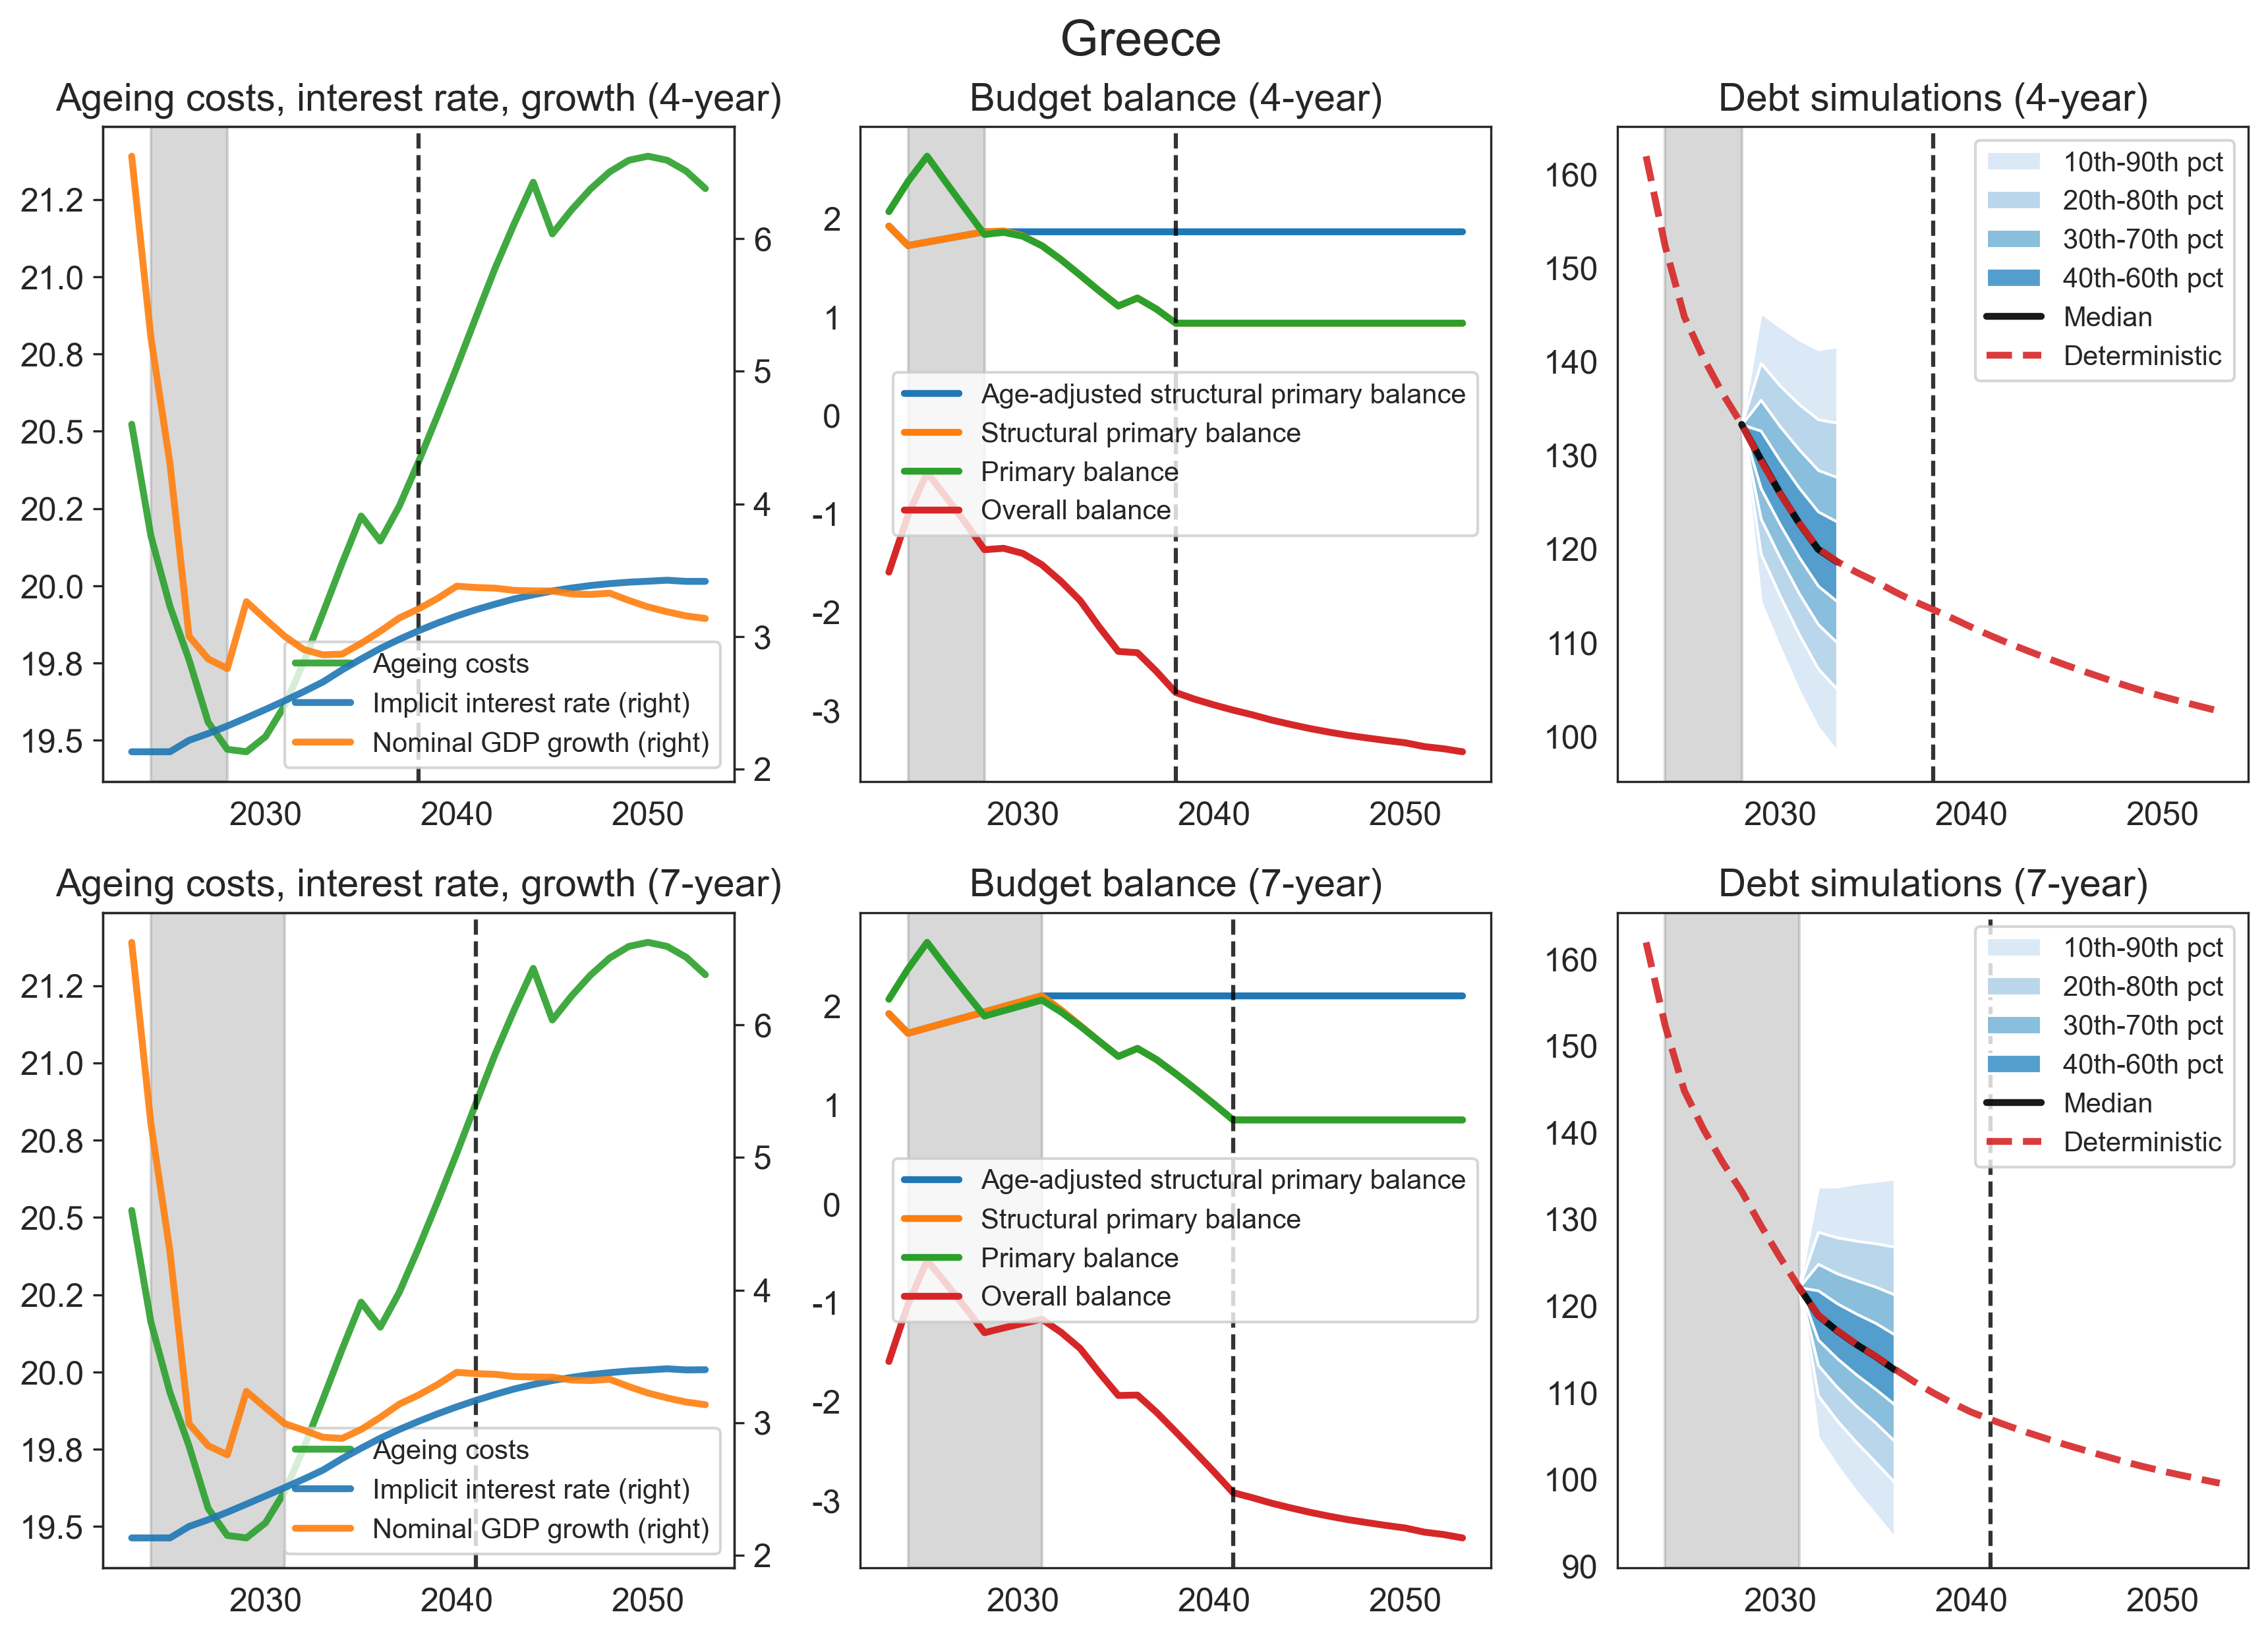 Greece
Ageing costs, interest rate, growth (4-year)
21.2
21.0
20.8
20.5
20.2
20.0
19.8
19.5
6
5
4
3
2
2030 2040 2050
Ageing costs
Implicit interest rate (right)
Nominal GDP growth (right)
Budget balance (4-year)
2
1
0
-1
-2
-3
2030 2040 2050
Age-adjusted structural primary balance
Structural primary balance
Primary balance
Overall balance
Debt simulations (4-year)
160
150
140
130
120
110
100
2030 2040 2050
10th-90th pct
20th-80th pct
30th-70th pct
40th-60th pct
Median
Deterministic
Ageing costs, interest rate, growth (7-year)
21.2
21.0
20.8
20.5
20.2
20.0
19.8
19.5
6
5
4
3
2
2030 2040 2050
Ageing costs
Implicit interest rate (right)
Nominal GDP growth (right)
Budget balance (7-year)
2
1
0
-1
-2
-3
2030 2040 2050
Age-adjusted structural primary balance
Structural primary balance
Primary balance
Overall balance
Debt simulations (7-year)
160
150
140
130
120
110
100
90
2030 2040 2050
10th-90th pct
20th-80th pct
30th-70th pct
40th-60th pct
Median
Deterministic